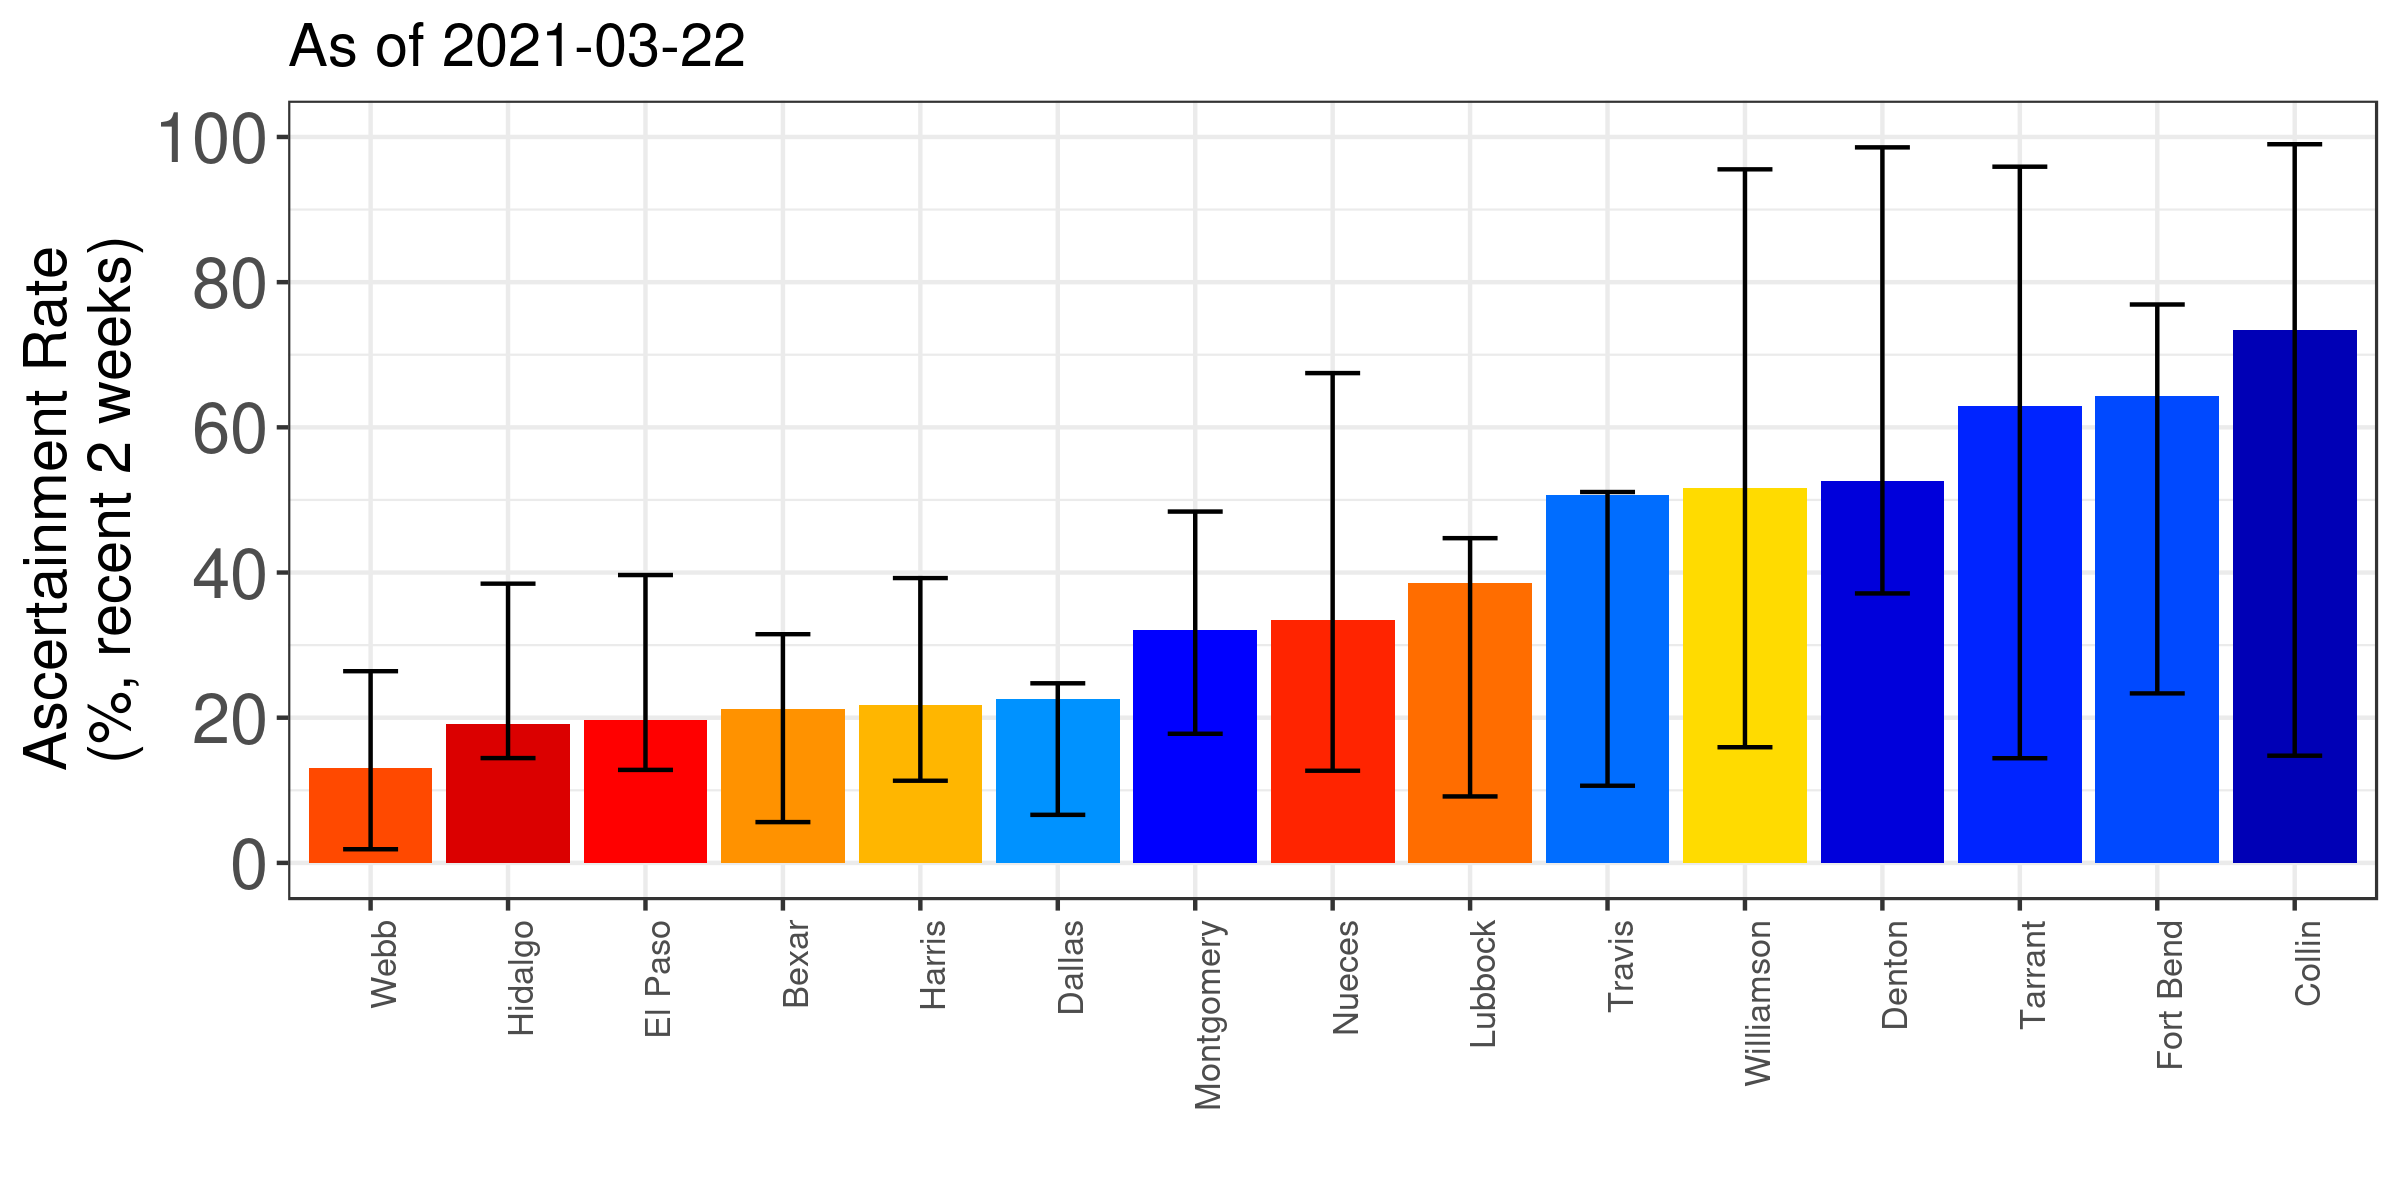 As of 2021-03-22
Ascertainment Rate
(%, recent 2 weeks)
100
80
60
40
20
0
Webb
Hidalgo
El Paso
Bexar
Harris
Dallas
Montgomery
Nueces
Lubbock
Travis
Williamson
Denton
Tarrant
Fort Bend
Collin